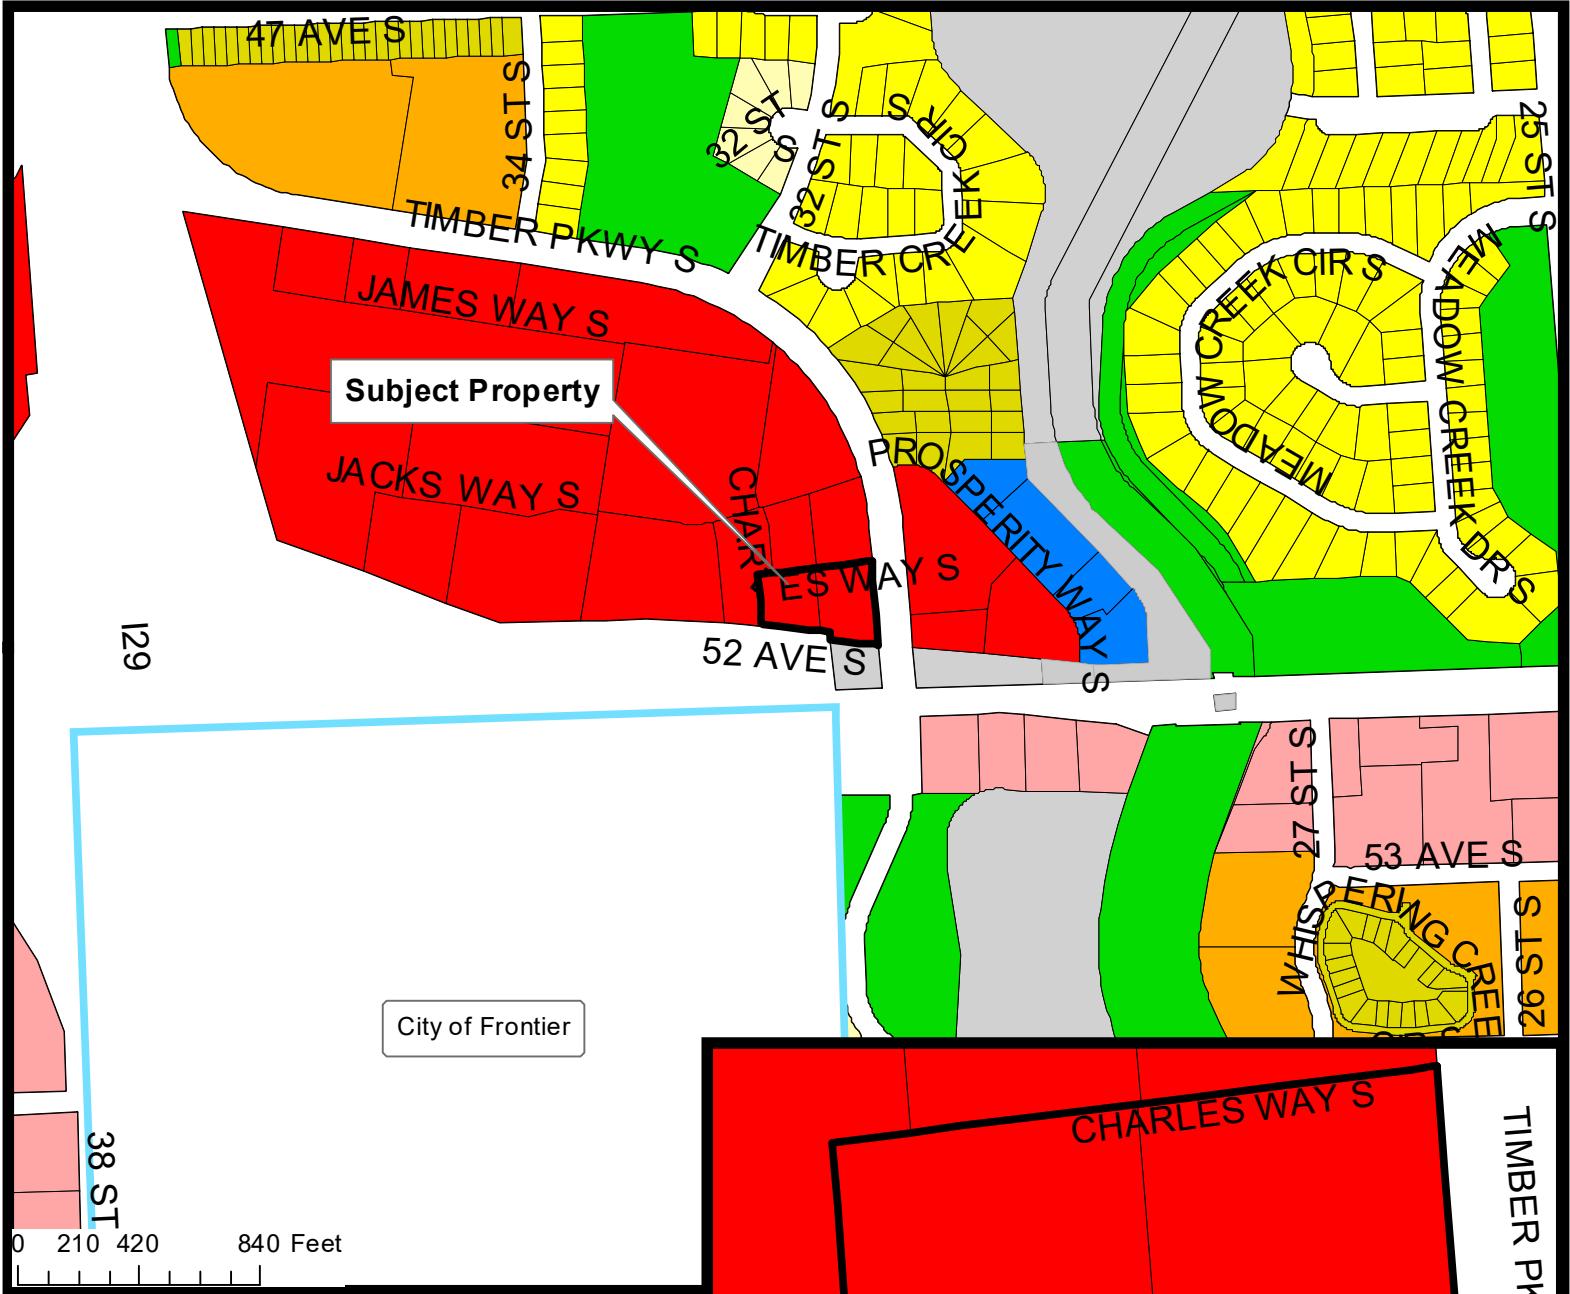 47 AVE S
34 ST S
32 ST S
32 ST S
TIMBER CREEK CIR S
25 ST S
TIMBER PKWY S
JAMES WAY S
Subject Property
JACKS WAY S
CHARLES WAY S
PROSPERITY WAY S
MEADOW CREEK CIR S
MEADOW CREEK DR S
I29
52 AVE S
27 ST S
53 AVE S
WHISPERING CREE
26 ST S
City of Frontier
38 ST
0 210 420 840 Feet
CHARLES WAY S
TIMBER PK